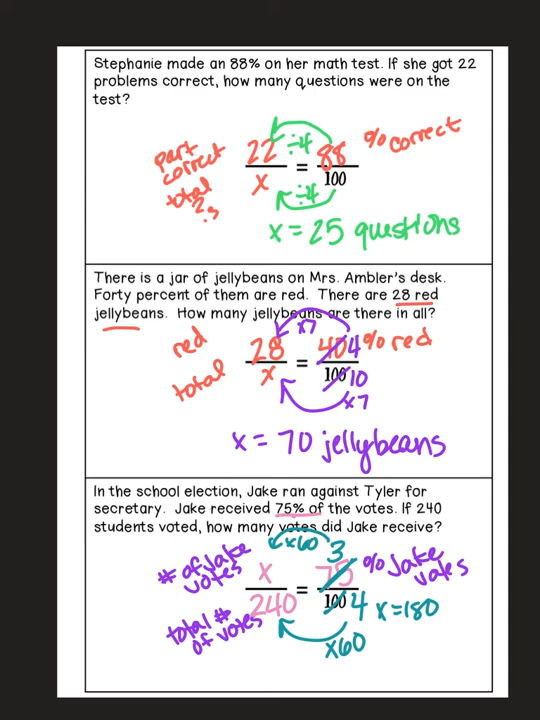 Stephanie made an 88% on her math test. If she got 22
problems correct, how many questions were on the
test?
part
correct
total
?s
22 ÷4 88 % correct
=
x ÷4 100
x = 25 questions
There is a jar of jellybeans on Mrs. Ambler's desk.
Forty percent of them are red. There are 28 red
jellybeans. How many jellybeans are there in all?
x7
red 28 = 40 4 % red
total x 100 10
x7
x = 70 jellybeans
In the school election, Jake ran against Tyler for
secretary. Jake received 75% of the votes. If 240
students voted, how many votes did Jake receive?
x60 3
# of Jake
votes
x = 75 % Jake
votes
total #
of votes
240 100 4 x=180
x60